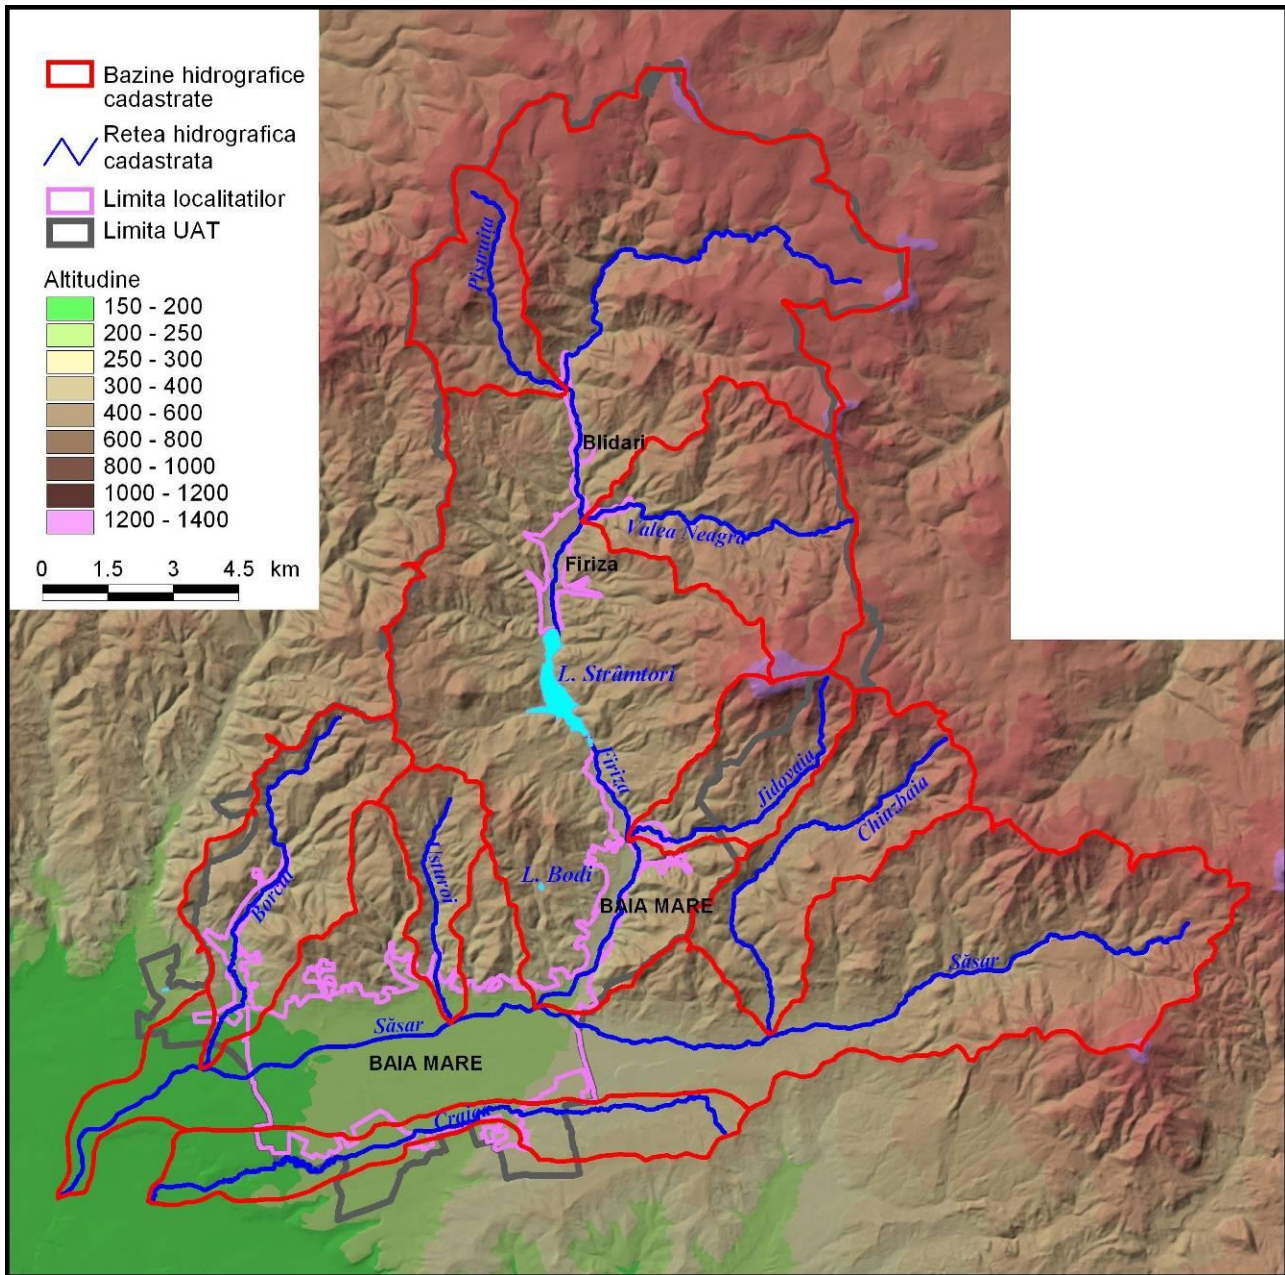 Bazine hidrografice
cadastrate
Retea hidrografica
cadastrata
Limita localitatilor
Limita UAT
Altitudine
150 - 200
200 - 250
250 - 300
300 - 400
400 - 600
600 - 800
800 - 1000
1000 - 1200
1200 - 1400
0 1.5 3 4.5 km
Pistruița
Blidari
Valea Neagră
Firiza
L. Strâmtori
Firiza
Jidovaia
Chiuzbaia
Usturoi
L. Bodi
Borcut
BAIA MARE
Săsar
Săsar
BAIA MARE
Craica